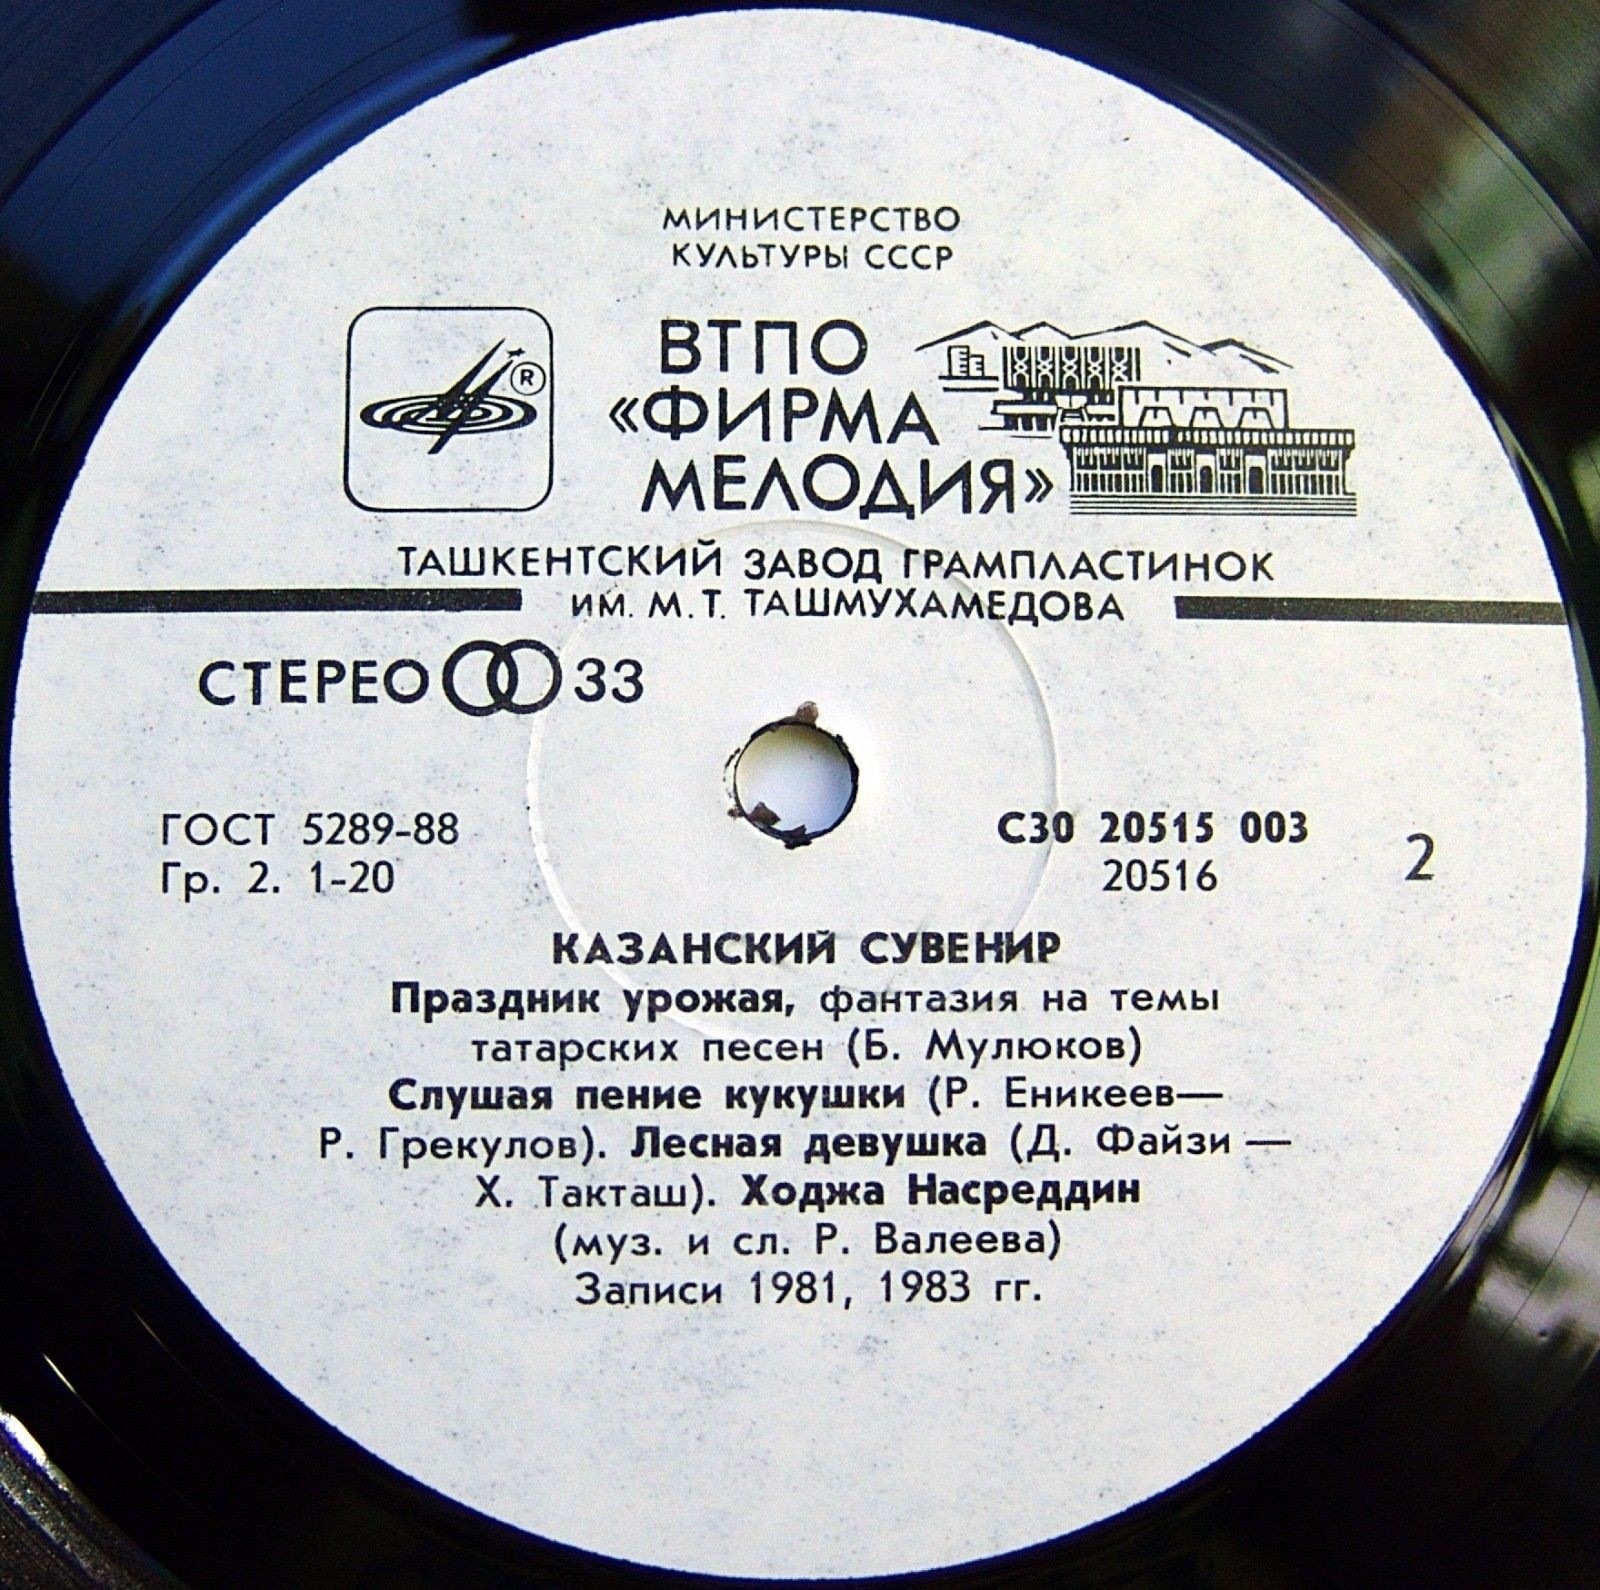 МИНИСТЕРСТВО
КУЛЬТУРЫ СССР
ВТПО
«ФИРМА
МЕЛОДИЯ»
®
ТАШКЕНТСКИЙ ЗАВОД ГРАМПЛАСТИНОК
ИМ. М. Т. ТАШМУХАМЕДОВА
СТЕРЕО 33
ГОСТ 5289-88
Гр. 2. 1-20
С30 20515 003
20516
2
КАЗАНСКИЙ СУВЕНИР
Праздник урожая, фантазия на темы
татарских песен (Б. Мулюков)
Слушая пение кукушки (Р. Еникеев—
Р. Грекулов). Лесная девушка (Д. Файзи —
Х. Такташ). Ходжа Насреддин
(муз. и сл. Р. Валеева)
Записи 1981, 1983 гг.